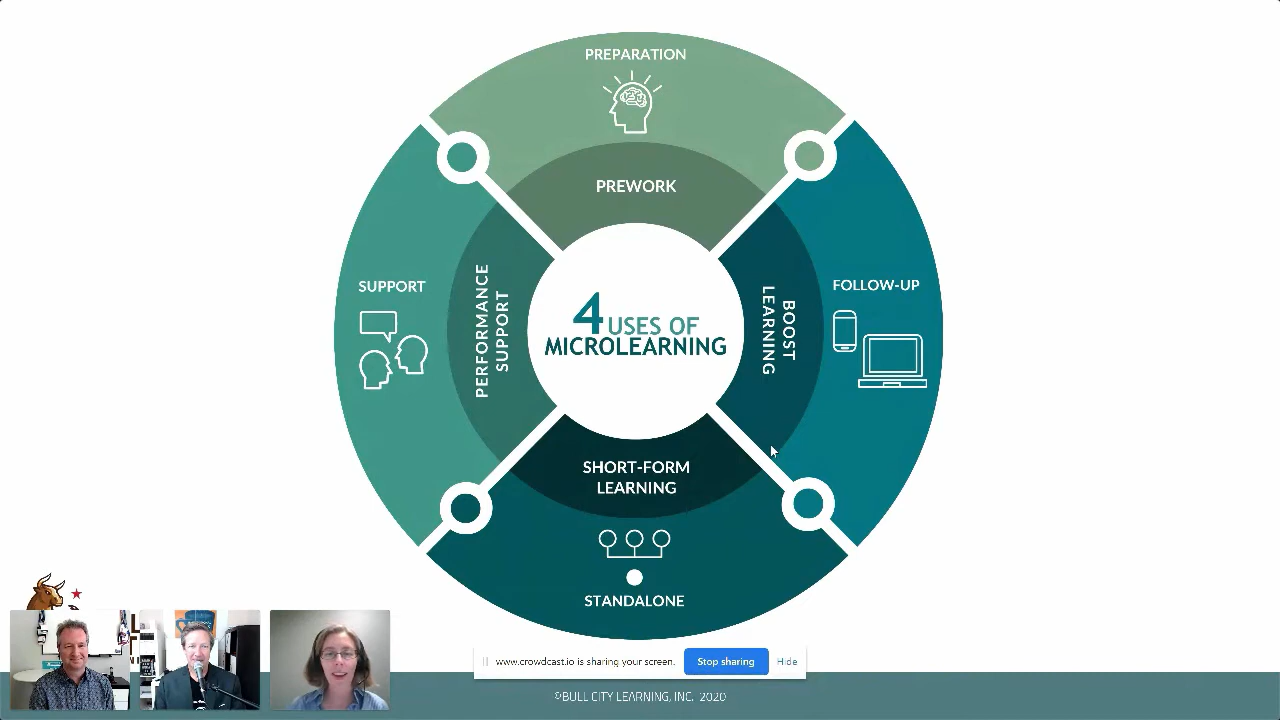 PREPARATION
PREWORK
SUPPORT
PERFORMANCE
SUPPORT
4 USES OF
MICROLEARNING
BOOST
LEARNING
FOLLOW-UP
SHORT-FORM
LEARNING
STANDALONE
www.crowdcast.io is sharing your screen.
Stop sharing
Hide
©BULL CITY LEARNING, INC. 2020